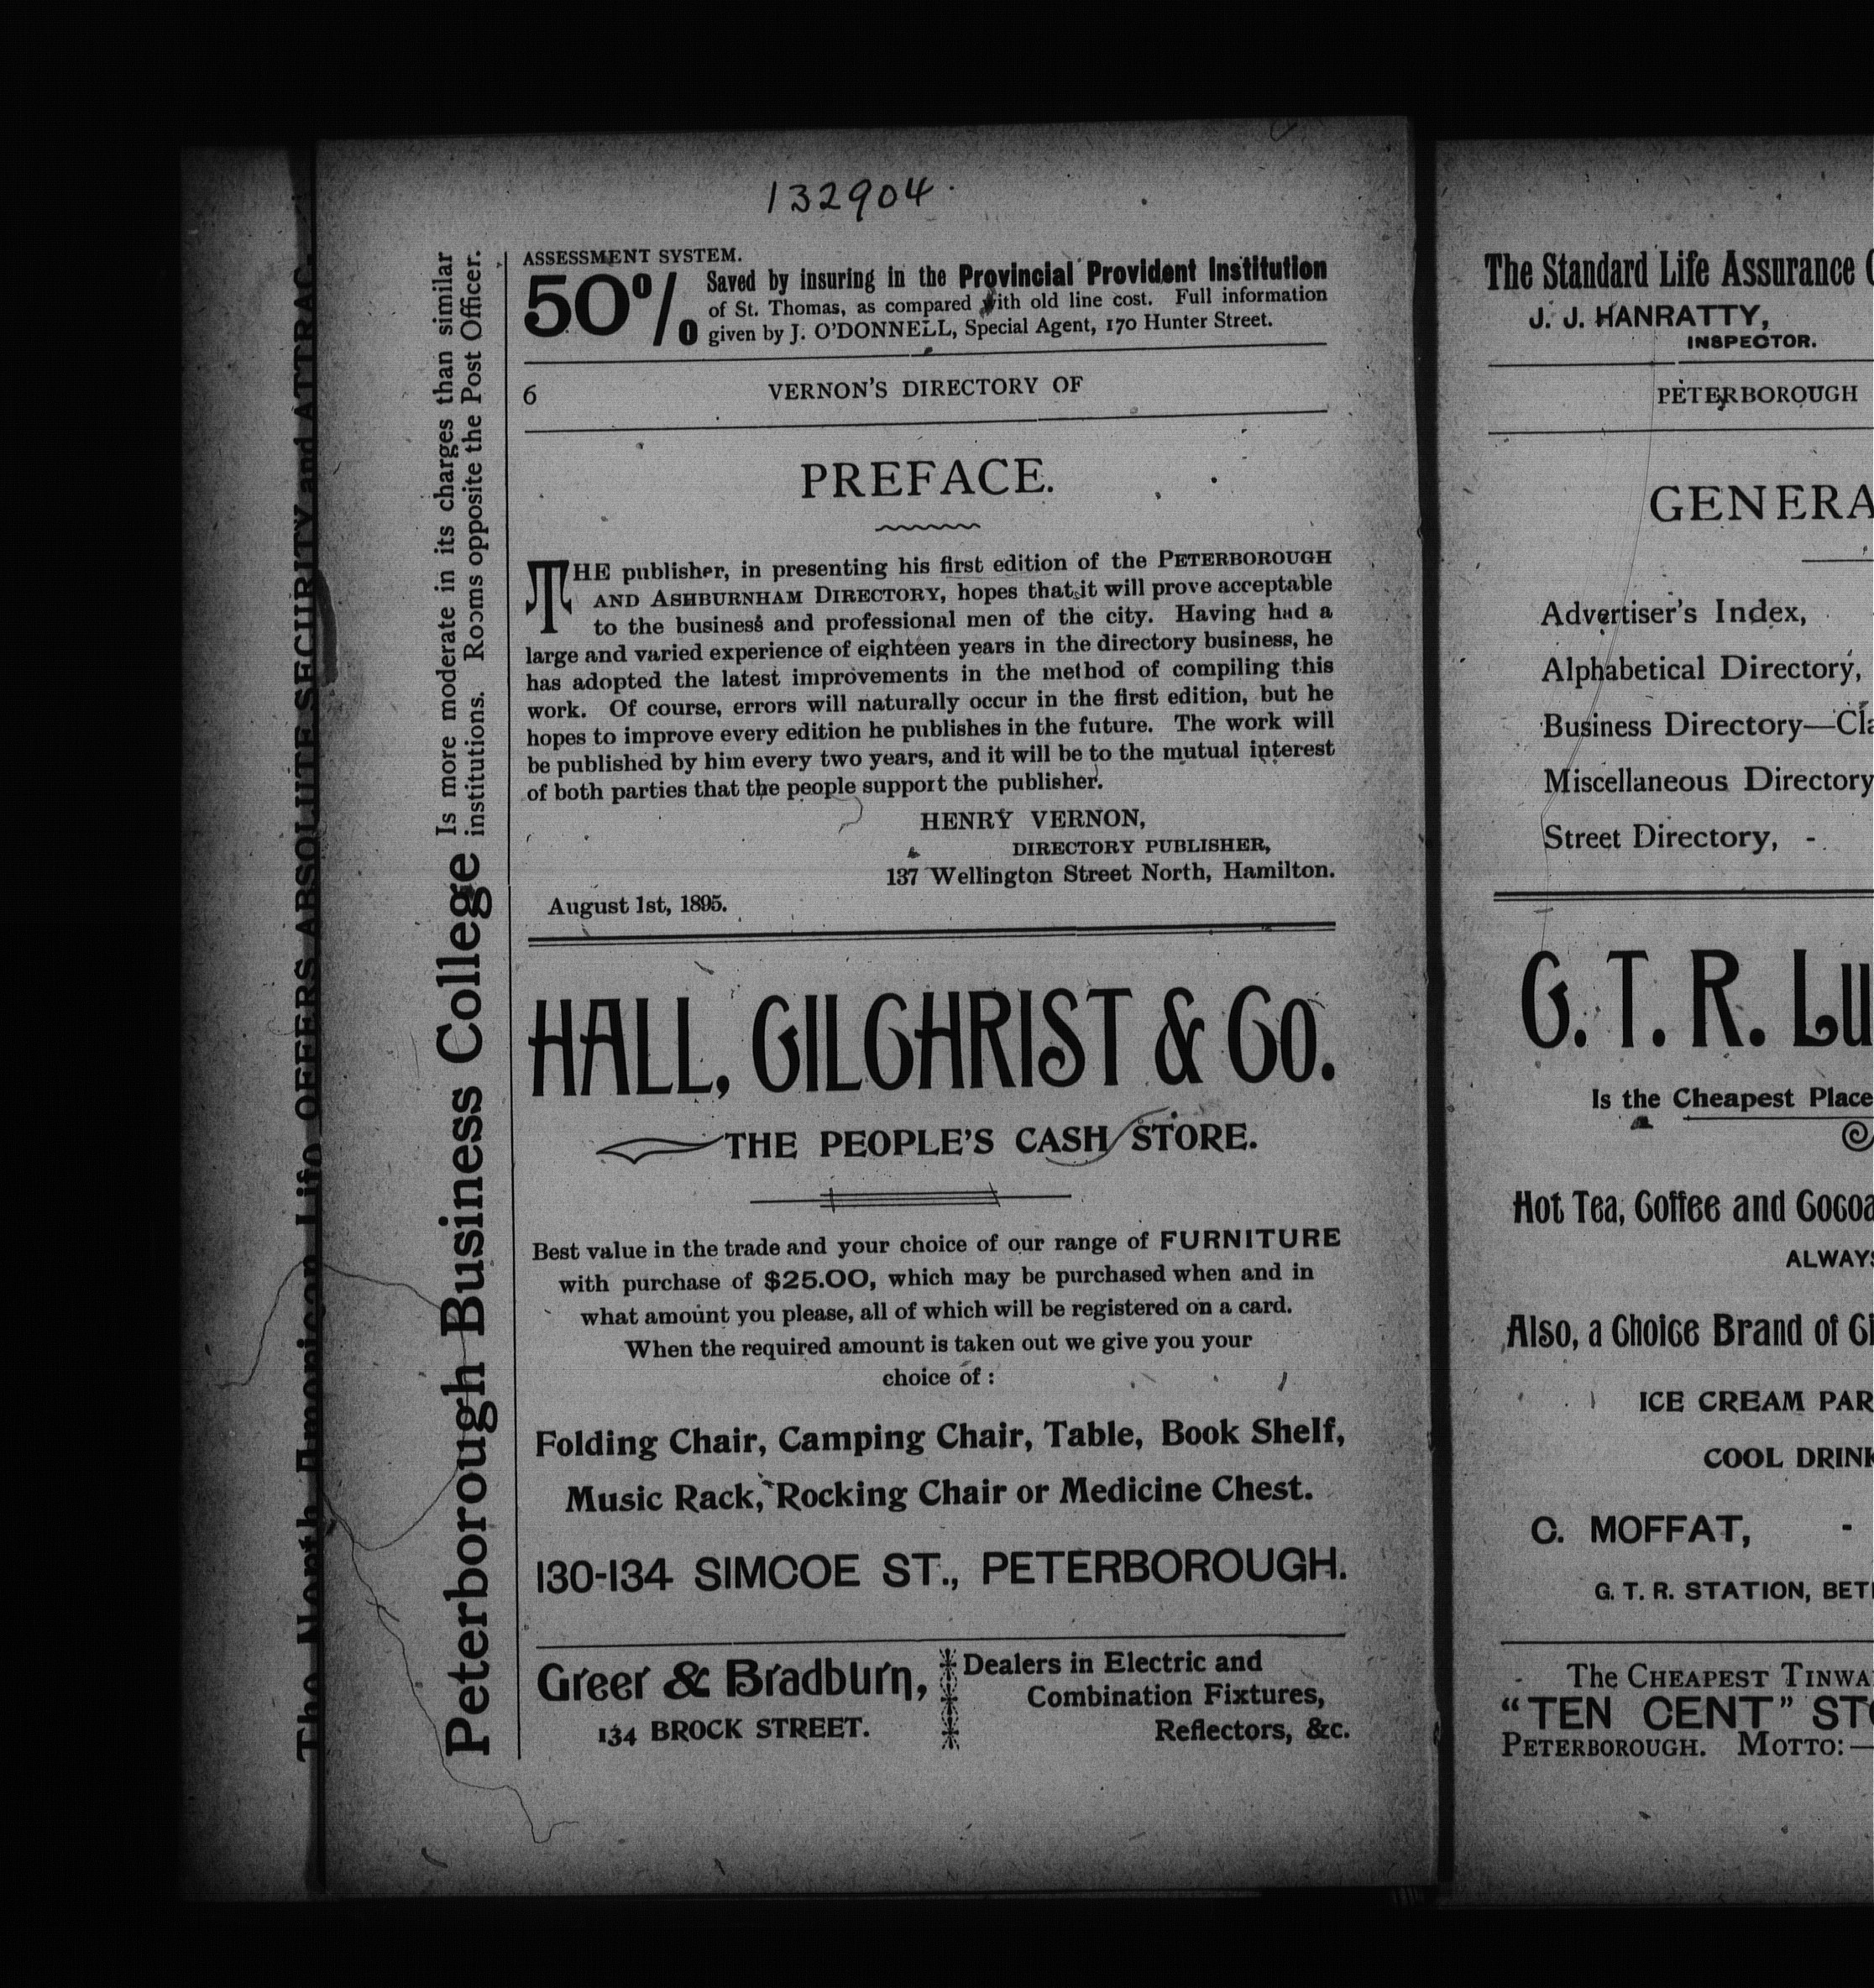 The North American Life OFFERS ABSOLUTE SECURITY and ATTRAC
Peterborough Business College Is more moderate in its charges than similar
institutions. Rooms opposite the Post Officer.
132904
ASSESSMENT SYSTEM.
50% Saved by insuring in the Provincial Provident Institution
of St. Thomas, as compared with old line cost. Full information
given by J. O'DONNELL, Special Agent, 170 Hunter Street.
6 VERNON'S DIRECTORY OF
PREFACE.
THE publisher, in presenting his first edition of the PETERBOROUGH
AND ASHBURNHAM DIRECTORY, hopes that it will prove acceptable
to the business and professional men of the city. Having had a
large and varied experience of eighteen years in the directory business, he
has adopted the latest improvements in the method of compiling this
work. Of course, errors will naturally occur in the first edition, but he
hopes to improve every edition he publishes in the future. The work will
be published by him every two years, and it will be to the mutual interest
of both parties that the people support the publisher.
HENRY VERNON,
DIRECTORY PUBLISHER,
137 Wellington Street North, Hamilton.
August 1st, 1895.
HALL, GILCHRIST & Co.
THE PEOPLE'S CASH STORE.
Best value in the trade and your choice of our range of FURNITURE
with purchase of $25.00, which may be purchased when and in
what amount you please, all of which will be registered on a card.
When the required amount is taken out we give you your
choice of :
Folding Chair, Camping Chair, Table, Book Shelf,
Music Rack, Rocking Chair or Medicine Chest.
130-134 SIMCOE ST., PETERBOROUGH.
Greer & Bradburn,
134 BROCK STREET.
Dealers in Electric and
Combination Fixtures,
Reflectors, &c.
The Standard Life Assurance
J. J. HANRATTY,
INSPECTOR.
PETERBOROUGH
GENERA
Advertiser's Index,
Alphabetical Directory,
Business Directory—Cla
Miscellaneous Directory
Street Directory, -
G. T. R. Lu
Is the Cheapest Place
Hot Tea, Coffee and Cocoa
ALWAYS
Also, a Choice Brand of Ci
ICE CREAM PAR
COOL DRINK
C. MOFFAT, -
G. T. R. STATION, BET
The CHEAPEST TINWA
"TEN CENT" STO
PETERBOROUGH. MOTTO:—